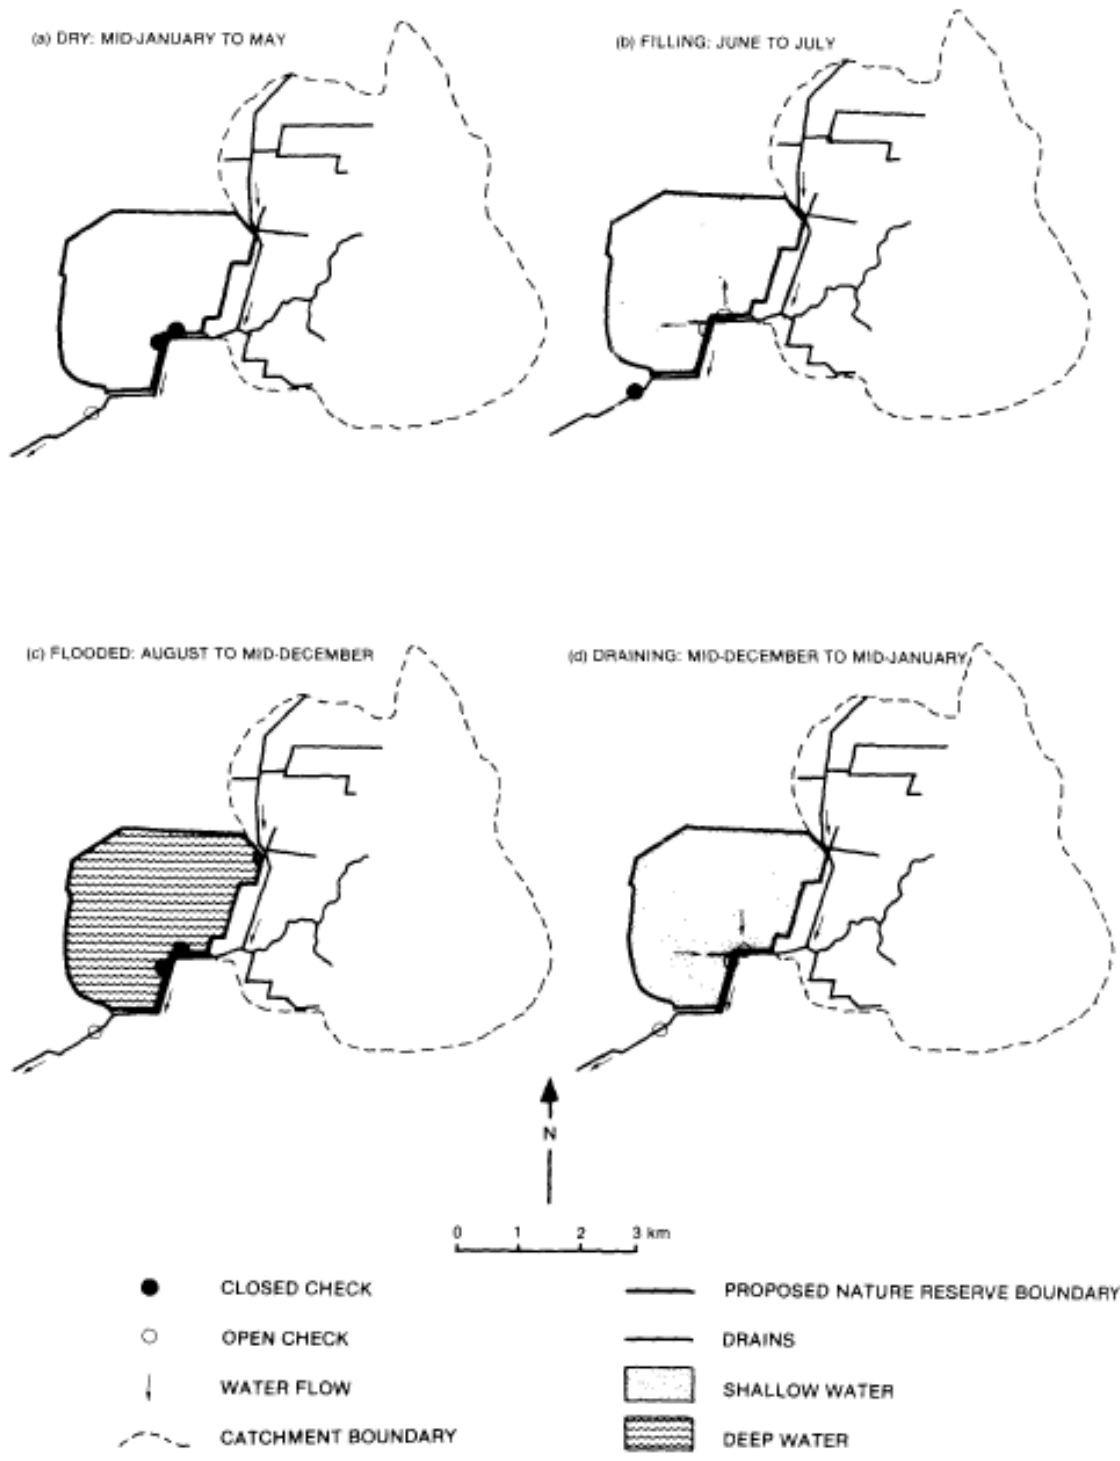 (a) DRY: MID-JANUARY TO MAY
(b) FILLING: JUNE TO JULY
(c) FLOODED: AUGUST TO MID-DECEMBER
(d) DRAINING: MID-DECEMBER TO MID-JANUARY
N
0 1 2 3 km
CLOSED CHECK
OPEN CHECK
WATER FLOW
CATCHMENT BOUNDARY
PROPOSED NATURE RESERVE BOUNDARY
DRAINS
SHALLOW WATER
DEEP WATER